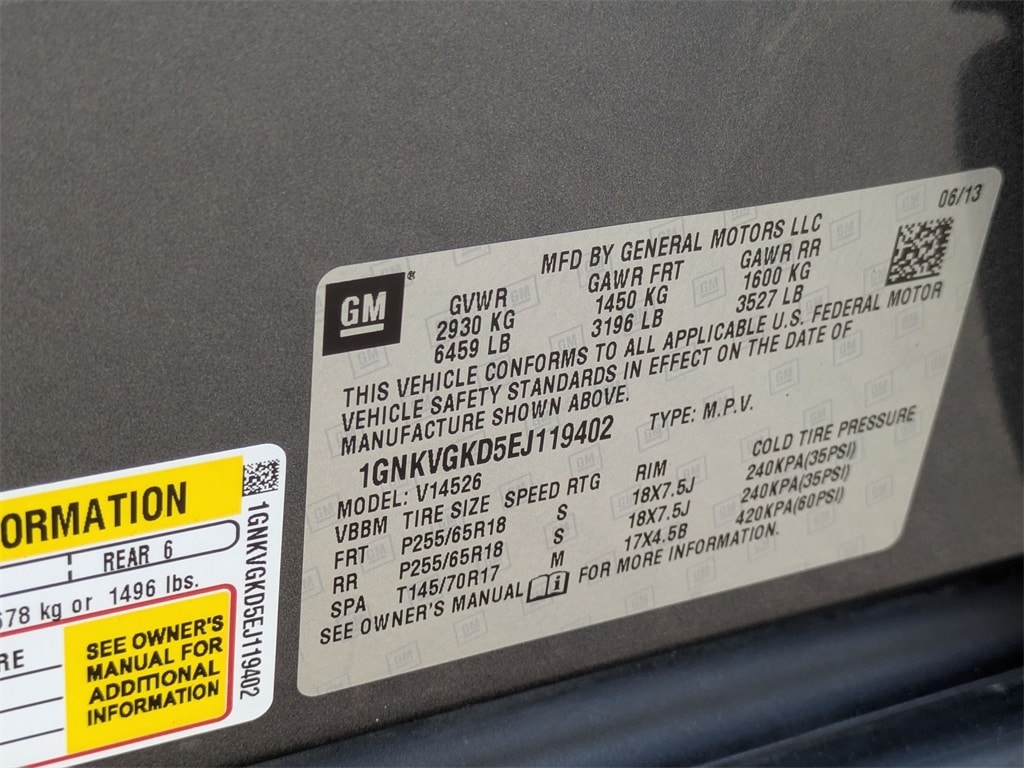 06/13
GM
MFD BY GENERAL MOTORS LLC
GVWR GAWR FRT GAWR RR
2930 KG 1450 KG 1600 KG
6459 LB 3196 LB 3527 LB
THIS VEHICLE CONFORMS TO ALL APPLICABLE U.S. FEDERAL MOTOR
VEHICLE SAFETY STANDARDS IN EFFECT ON THE DATE OF
MANUFACTURE SHOWN ABOVE.
1GNKVGKD5EJ119402 TYPE: M.P.V.
MODEL: V14526
VBBM TIRE SIZE SPEED RTG RIM COLD TIRE PRESSURE
FRT P255/65R18 S 18X7.5J 240KPA(35PSI)
RR P255/65R18 S 18X7.5J 240KPA(35PSI)
SPA T145/70R17 M 17X4.5B 420KPA(60PSI)
SEE OWNER'S MANUAL FOR MORE INFORMATION.
ORMATION
REAR 6
678 kg or 1496 lbs.
RE
SEE OWNER'S
MANUAL FOR
ADDITIONAL
INFORMATION
1GNKVGKD5EJ119402